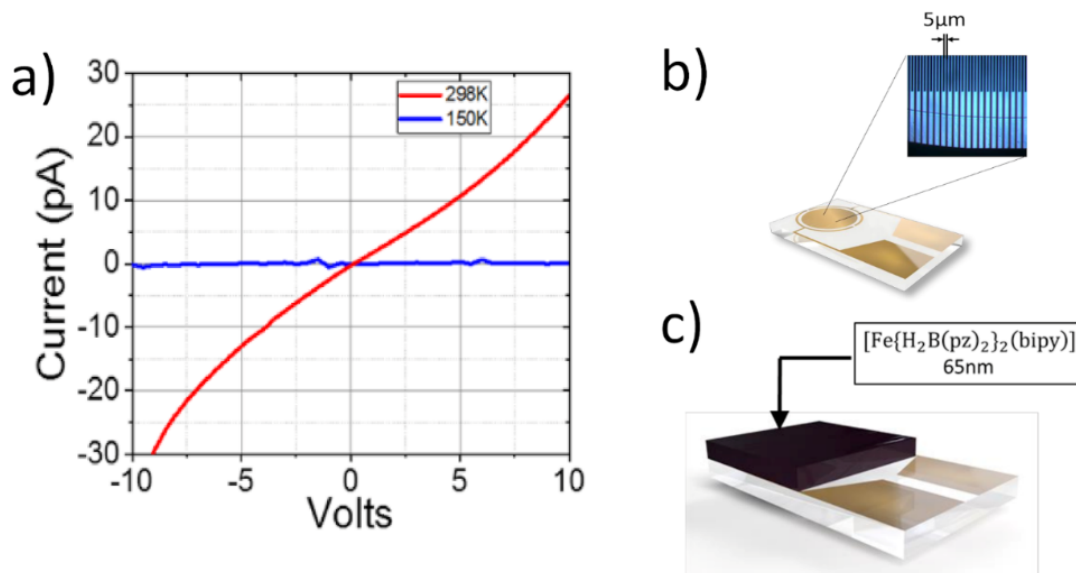 a)
Current (pA)
30
20
10
0
-10
-20
-30
298K
150K
-10
-5
0
5
10
Volts
b)
5μm
c)
[Fe{H₂B(pz)₂}₂(bipy)]
65nm